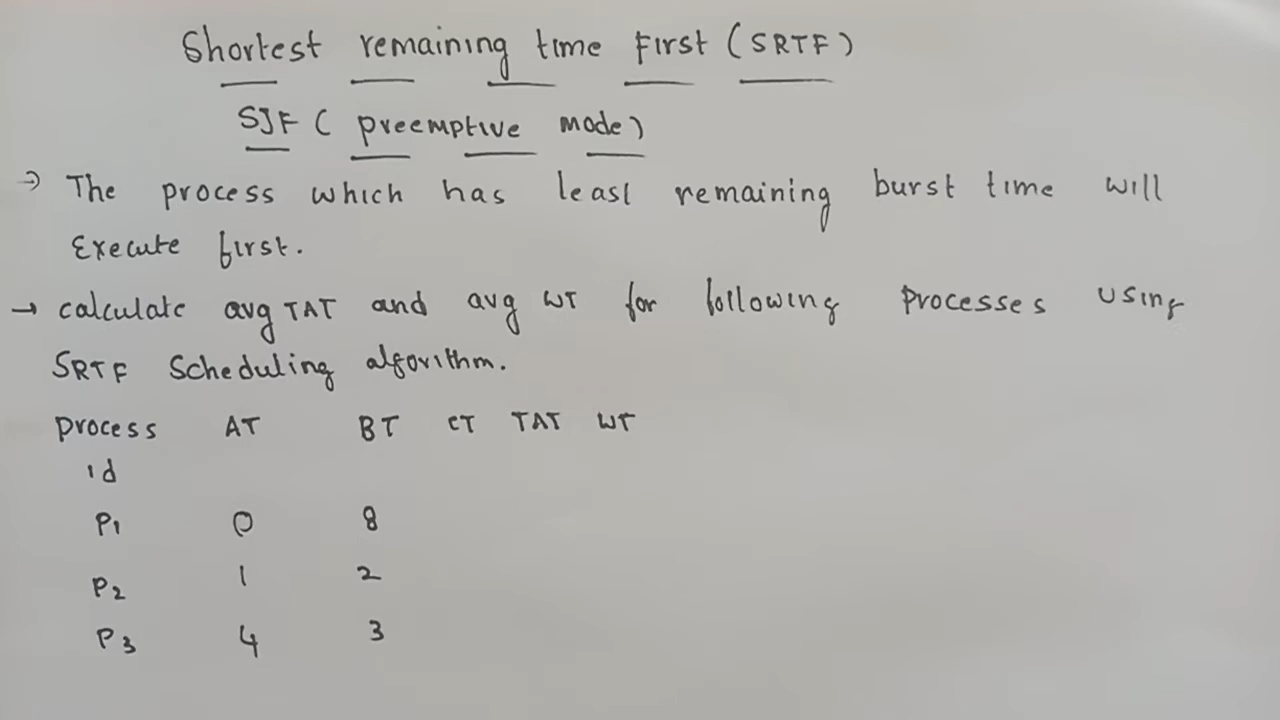 Shortest remaining time First (SRTF)
SJF (preemptive mode)
→ The process which has least remaining burst time will
Execute first.
→ calculate avg TAT and avg WT for following processes using
SRTF Scheduling algorithm.
process AT BT CT TAT WT
id
P1 0 8
P2 1 2
P3 4 3